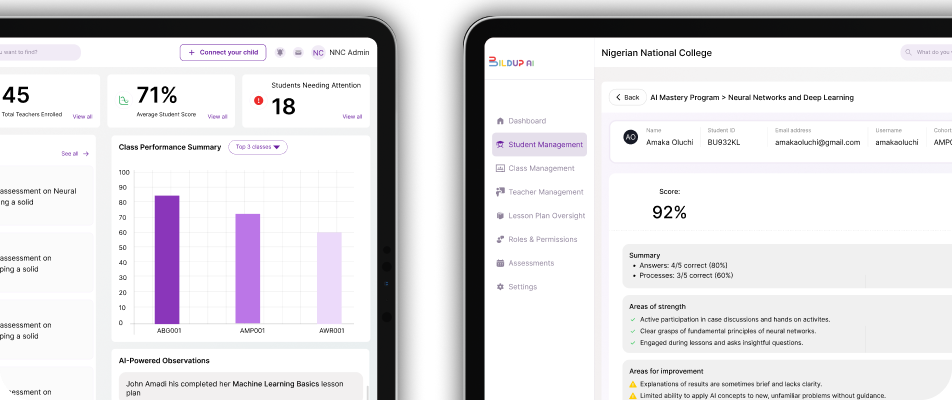 u want to find?
+ Connect your child
NC NNC Admin
45
Total Teachers Enrolled View all
71%
Average Student Score View all
Students Needing Attention
18
View all
See all →
assessment on Neural
ng a solid
assessment on
ping a solid
assessment on
ping a solid
essment on
Class Performance Summary
Top 3 classes
100
90
80
70
60
50
40
30
20
10
0
ABG001 AMP001 AWR001
AI-Powered Observations
John Amadi his completed her Machine Learning Basics lesson
plan
BILDUP AI
Dashboard
Student Management
Class Management
Teacher Management
Lesson Plan Oversight
Roles & Permissions
Assessments
Settings
Nigerian National College
What do you
Back
AI Mastery Program > Neural Networks and Deep Learning
AO
Name Student ID Email address Username Cohort
Amaka Oluchi BU932KL amakaoluchi@gmail.com amakaoluchi AMP0
Score:
92%
Summary
• Answers: 4/5 correct (80%)
• Processes: 3/5 correct (60%)
Areas of strength
✓ Active participation in case discussions and hands on activites.
✓ Clear grasps of fundamental principles of neural networks.
✓ Engaged during lessons and asks insightful questions.
Areas for improvement
Explanations of results are sometimes brief and lacks clarity.
Limited ability to apply AI concepts to new, unfamiliar problems without guidance.